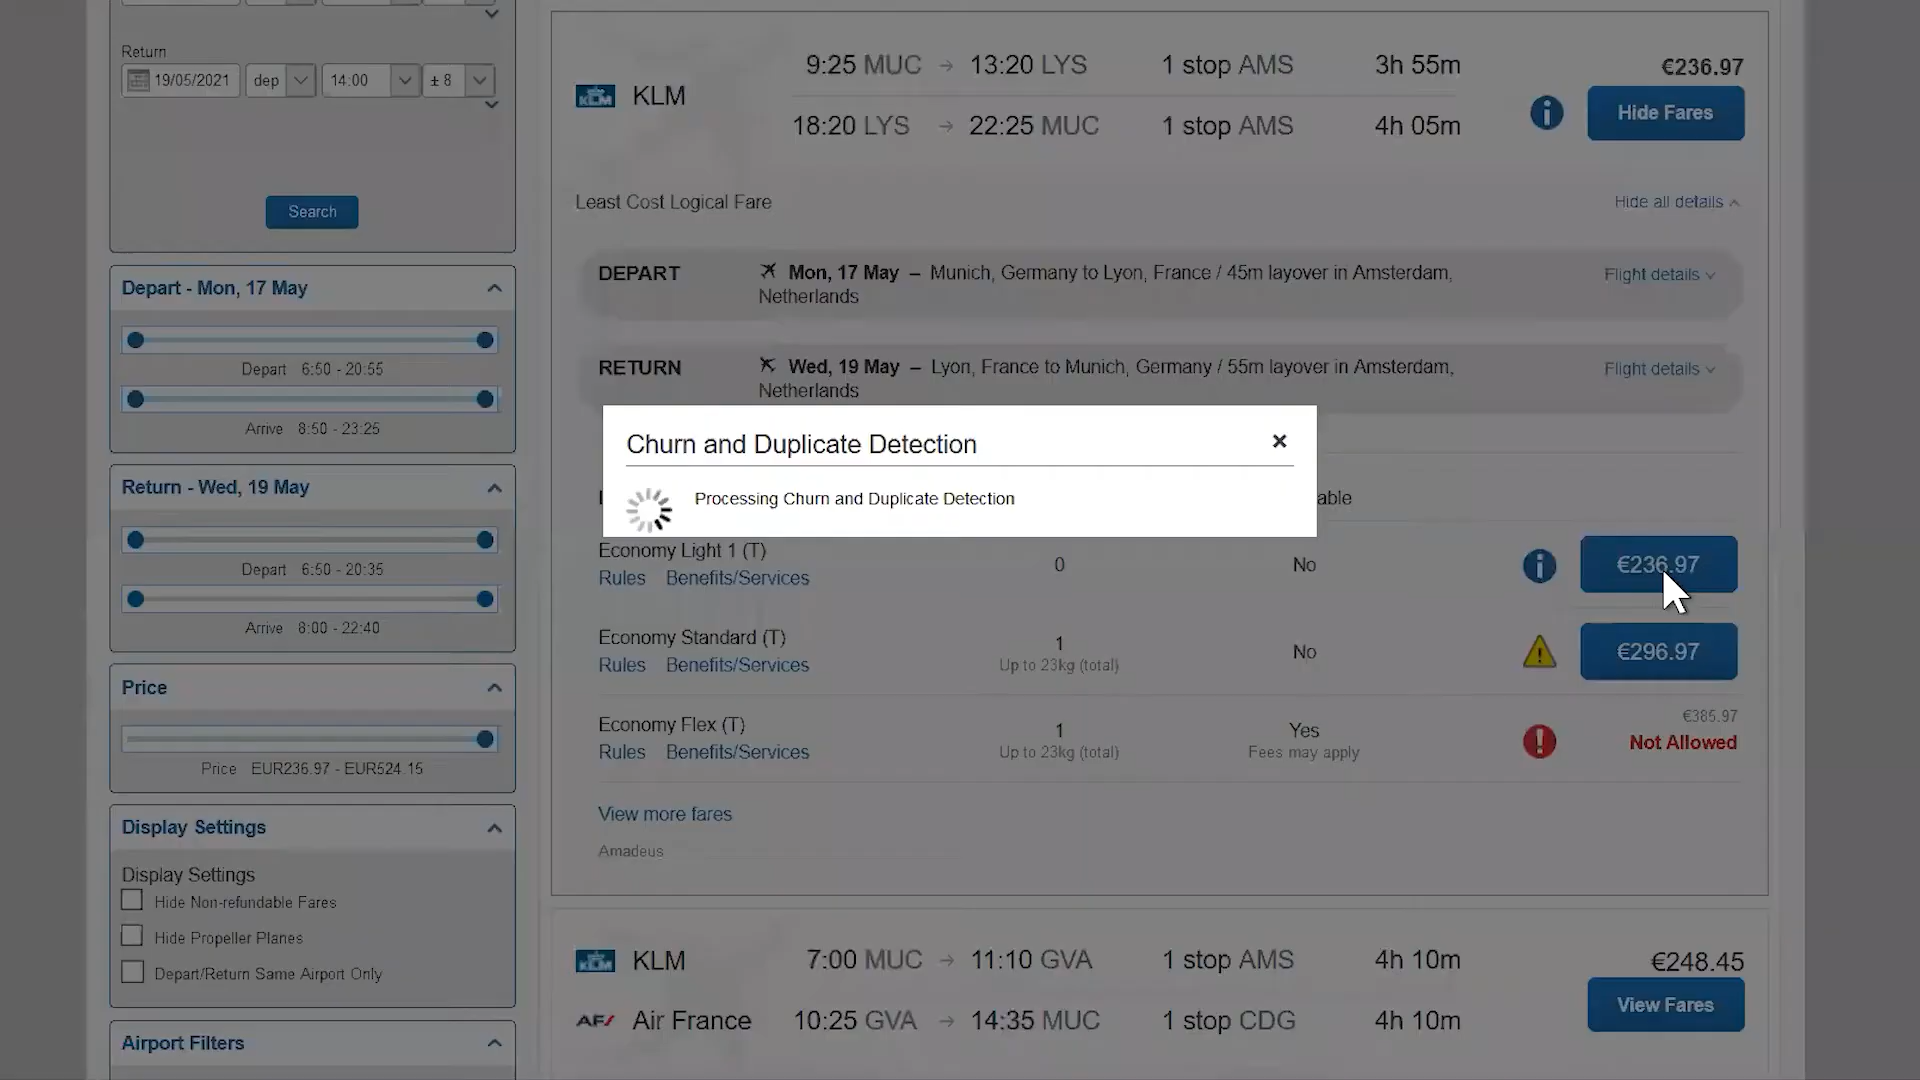 Return
19/05/2021 dep 14:00 ± 8
Search
Depart - Mon, 17 May
Depart 6:50 - 20:55
Arrive 8:50 - 23:25
Return - Wed, 19 May
Depart 6:50 - 20:35
Arrive 8:00 - 22:40
Price
Price EUR236.97 - EUR524.15
Display Settings
Display Settings
Hide Non-refundable Fares
Hide Propeller Planes
Depart/Return Same Airport Only
Airport Filters
KLM KLM
9:25 MUC → 13:20 LYS 1 stop AMS 3h 55m
18:20 LYS → 22:25 MUC 1 stop AMS 4h 05m
€236.97
Hide Fares
Least Cost Logical Fare Hide all details
DEPART Mon, 17 May – Munich, Germany to Lyon, France / 45m layover in Amsterdam,
Netherlands
Flight details
RETURN Wed, 19 May – Lyon, France to Munich, Germany / 55m layover in Amsterdam,
Netherlands
Flight details
Churn and Duplicate Detection ×
Processing Churn and Duplicate Detection
able
Economy Light 1 (T)
Rules Benefits/Services
0 No €236.97
Economy Standard (T)
Rules Benefits/Services
1
Up to 23kg (total)
No €296.97
Economy Flex (T)
Rules Benefits/Services
1
Up to 23kg (total)
Yes
Fees may apply
€385.97
Not Allowed
View more fares
Amadeus
KLM KLM 7:00 MUC → 11:10 GVA 1 stop AMS 4h 10m €248.45
View Fares
AF Air France 10:25 GVA → 14:35 MUC 1 stop CDG 4h 10m